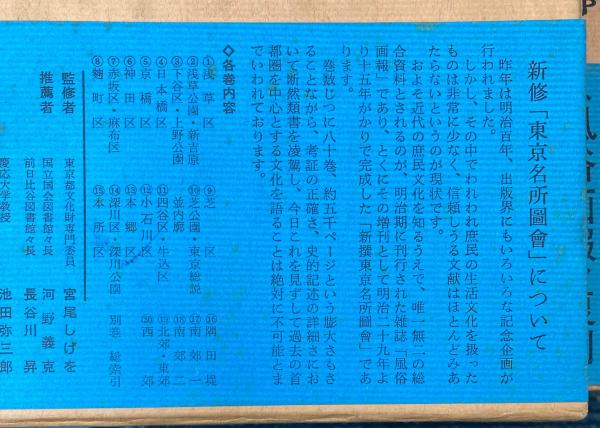 新修「東京名所圖會」について
昨年は明治百年、出版界にもいろいろな記念企画が
行われました。
しかし、その中でわれわれ庶民の生活文化を扱った
ものは非常に少なく、信頼しうる文献はほとんどみあ
たらないというのが現状です。
およそ近代の庶民文化を知るうえで、唯一無二の総
合資料とされるのが、明治期に刊行された雑誌「風俗
画報」であり、とくにその増刊として明治二十九年よ
り十五年がかりで完成した「新撰東京名所圖會」であ
ります。
巻数じつに八十巻、約五千ページという膨大さもさ
ることながら、考証の正確さ、史的記述の詳細さにお
いて断然類書を凌駕し、今日これを見ずして過去の首
都圏を中心とする文化を語ることは絶対に不可能とま
でいわれております。
◇各巻内容
①浅草区 ⑨芝区 ⑯隅田堤
②浅草公園・新吉原 ⑩芝公園・東京総説 ⑰南郊一
③下谷区・上野公園 並内廓 ⑱南郊二
④日本橋区 ⑪四谷区・牛込区 ⑲北郊・東郊
⑤京橋区 ⑫小石川区 ⑳西郊
⑥神田区 ⑬本郷区
⑦赤坂区・麻布区 ⑭深川区・深川公園 別巻 総索引
⑧麹町区 ⑮本所区
監修者 東京都文化財専門委員 宮尾しげを
推薦者 国立国会図書館々長 河野義克
前日比谷図書館々長 長谷川昇
慶応大学教授 池田弥三郎